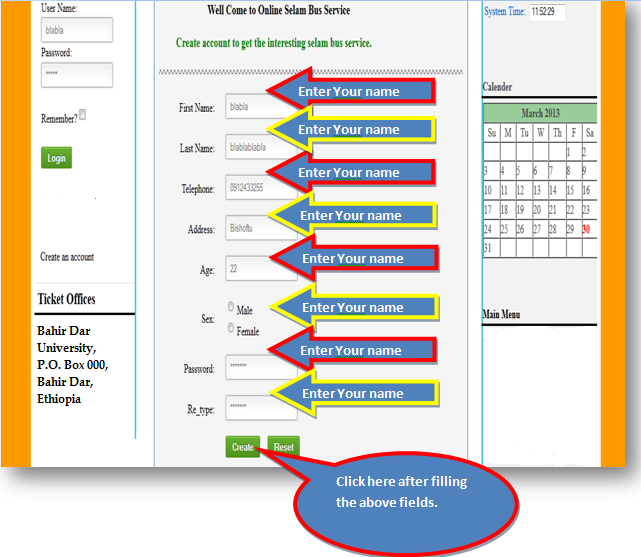 User Name:
blabla
Password:
*****
Remember?
Login
Create an account
Ticket Offices
Bahir Dar
University,
P.O. Box 000,
Bahir Dar,
Ethiopia
Well Come to Online Selam Bus Service
Create account to get the interesting selam bus service.
First Name: blabla Enter Your name
Enter Your name
Last Name: blablablabla
Telephone: 0912433255 Enter Your name
Address: Bishoftu Enter Your name
Age: 22 Enter Your name
Sex: Male Enter Your name
Female
Enter Your name
Password: *******
Enter Your name
Re_type: *******
Create Reset
Click here after filling
the above fields.
System Time: 11:52:29
Calender
March 2013
Su M Tu W Th F Sa
1 2
3 4 5 6 7 8 9
10 11 12 13 14 15 16
17 18 19 20 21 22 23
24 25 26 27 28 29 30
31
Main Menu